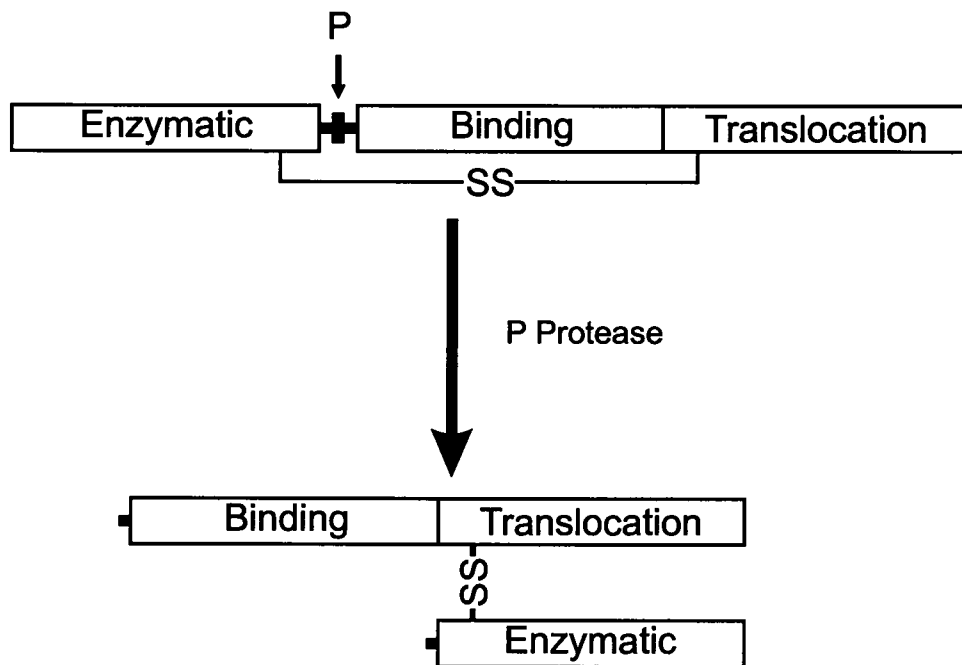 P
Enzymatic Binding Translocation
SS
P Protease
Binding Translocation
SS
Enzymatic